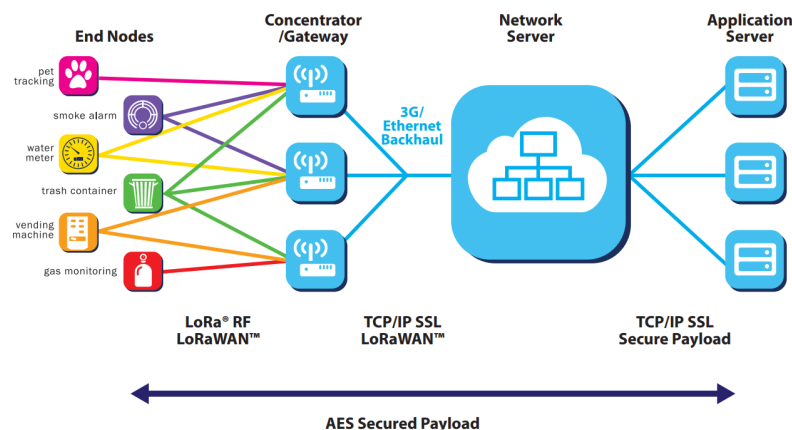 End Nodes
Concentrator
/Gateway
Network
Server
Application
Server
pet
tracking
smoke alarm
water
meter
trash container
vending
machine
gas monitoring
3G/
Ethernet
Backhaul
LoRa® RF
LoRaWAN™
TCP/IP SSL
LoRaWAN™
TCP/IP SSL
Secure Payload
AES Secured Payload